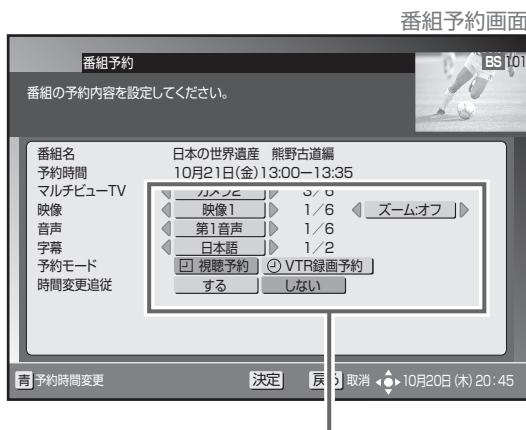 番組予約画面
番組予約
BS 101
番組の予約内容を設定してください。
番組名 日本の世界遺産 熊野古道編
予約時間 10月21日(金)13:00ー13:35
マルチビューTV カメラ2 3/6
映像 映像1 1/6 ズーム:オフ
音声 第1音声 1/6
字幕 日本語 1/2
予約モード 視聴予約 VTR録画予約
時間変更追従 する しない
青 予約時間変更 決定 戻る 取消 10月20日(木)20:45